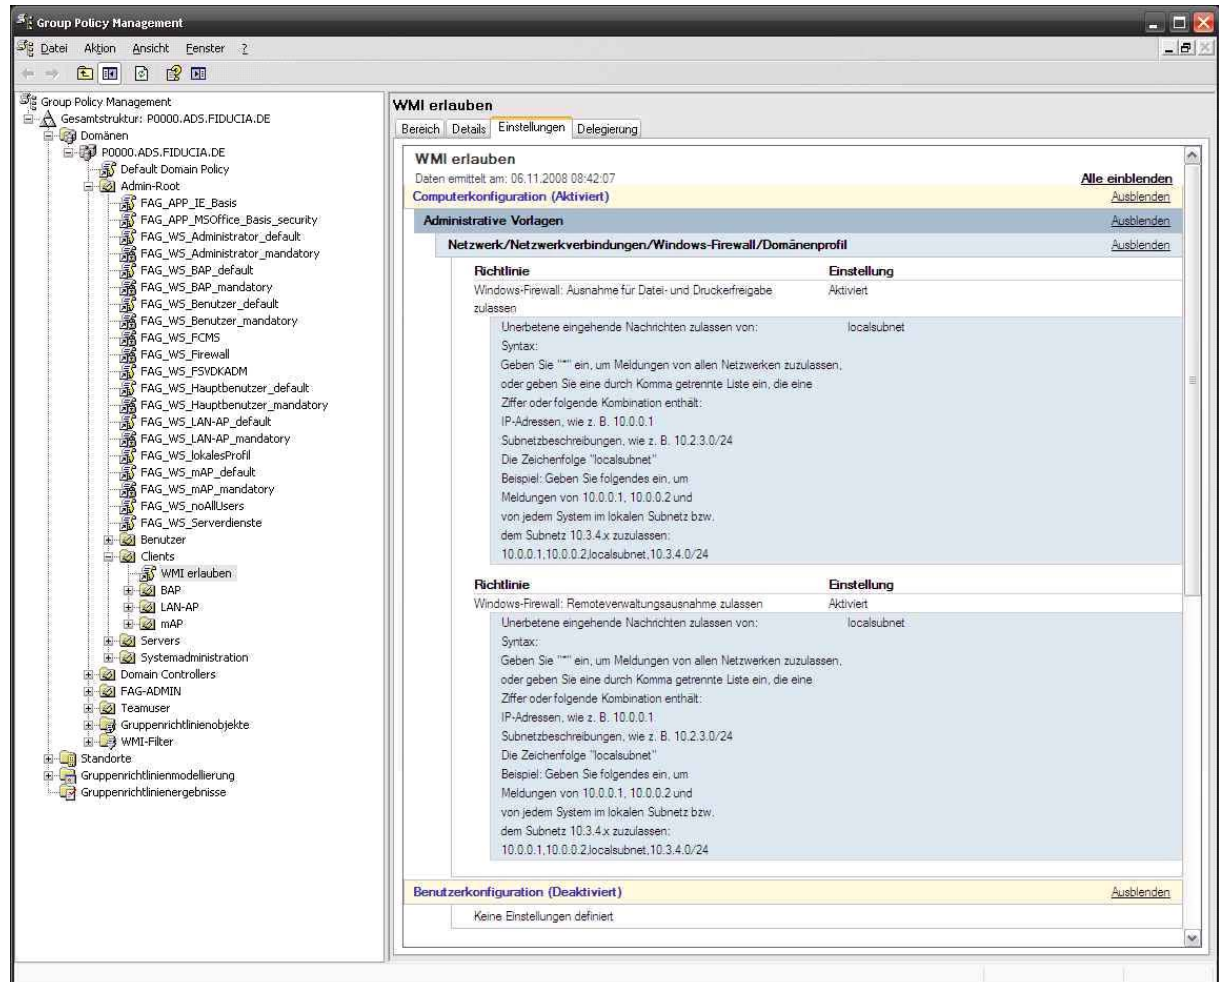 Group Policy Management
Datei Aktion Ansicht Fenster ?
Group Policy Management
Gesamtstruktur: P0000.ADS.FIDUCIA.DE
Domänen
P0000.ADS.FIDUCIA.DE
Default Domain Policy
Admin-Root
FAG_APP_IE_Basis
FAG_APP_MSOffice_Basis_security
FAG_WS_Administrator_default
FAG_WS_Administrator_mandatory
FAG_WS_BAP_default
FAG_WS_BAP_mandatory
FAG_WS_Benutzer_default
FAG_WS_Benutzer_mandatory
FAG_WS_FCMS
FAG_WS_Firewall
FAG_WS_FSVDKADM
FAG_WS_Hauptbenutzer_default
FAG_WS_Hauptbenutzer_mandatory
FAG_WS_LAN-AP_default
FAG_WS_LAN-AP_mandatory
FAG_WS_lokalesProfil
FAG_WS_mAP_default
FAG_WS_mAP_mandatory
FAG_WS_noAllUsers
FAG_WS_Serverdienste
Benutzer
Clients
WMI erlauben
BAP
LAN-AP
mAP
Servers
Systemadministration
Domain Controllers
FAG-ADMIN
Teamuser
Gruppenrichtlinienobjekte
WMI-Filter
Standorte
Gruppenrichtlinienmodellierung
Gruppenrichtlinienergebnisse
WMI erlauben
Bereich Details Einstellungen Delegierung
WMI erlauben
Daten ermittelt am: 06.11.2008 08:42:07 Alle einblenden
Computerkonfiguration (Aktiviert) Ausblenden
Administrative Vorlagen Ausblenden
Netzwerk/Netzwerkverbindungen/Windows-Firewall/Domänenprofil Ausblenden
Richtlinie Einstellung
Windows-Firewall: Ausnahme für Datei- und Druckerfreigabe Aktiviert
zulassen
Unerbetene eingehende Nachrichten zulassen von: localsubnet
Syntax:
Geben Sie "*" ein, um Meldungen von allen Netzwerken zuzulassen,
oder geben Sie eine durch Komma getrennte Liste ein, die eine
Ziffer oder folgende Kombination enthält:
IP-Adressen, wie z. B. 10.0.0.1
Subnetzbeschreibungen, wie z. B. 10.2.3.0/24
Die Zeichenfolge "localsubnet"
Beispiel: Geben Sie folgendes ein, um
Meldungen von 10.0.0.1, 10.0.0.2 und
von jedem System im lokalen Subnetz bzw.
dem Subnetz 10.3.4.x zuzulassen:
10.0.0.1,10.0.0.2,localsubnet,10.3.4.0/24
Richtlinie Einstellung
Windows-Firewall: Remoteverwaltungsausnahme zulassen Aktiviert
Unerbetene eingehende Nachrichten zulassen von: localsubnet
Syntax:
Geben Sie "*" ein, um Meldungen von allen Netzwerken zuzulassen,
oder geben Sie eine durch Komma getrennte Liste ein, die eine
Ziffer oder folgende Kombination enthält:
IP-Adressen, wie z. B. 10.0.0.1
Subnetzbeschreibungen, wie z. B. 10.2.3.0/24
Die Zeichenfolge "localsubnet"
Beispiel: Geben Sie folgendes ein, um
Meldungen von 10.0.0.1, 10.0.0.2 und
von jedem System im lokalen Subnetz bzw.
dem Subnetz 10.3.4.x zuzulassen:
10.0.0.1,10.0.0.2,localsubnet,10.3.4.0/24
Benutzerkonfiguration (Deaktiviert) Ausblenden
Keine Einstellungen definiert